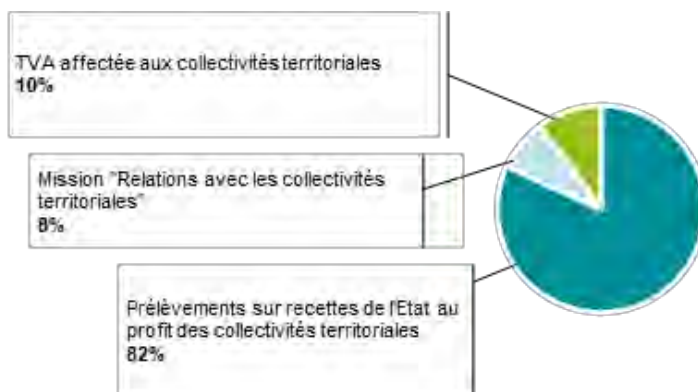 TVA affectée aux collectivités territoriales
10%
Mission "Relations avec les collectivités
territoriales"
8%
Prélèvements sur recettes de l'Etat au
profit des collectivités territoriales
82%